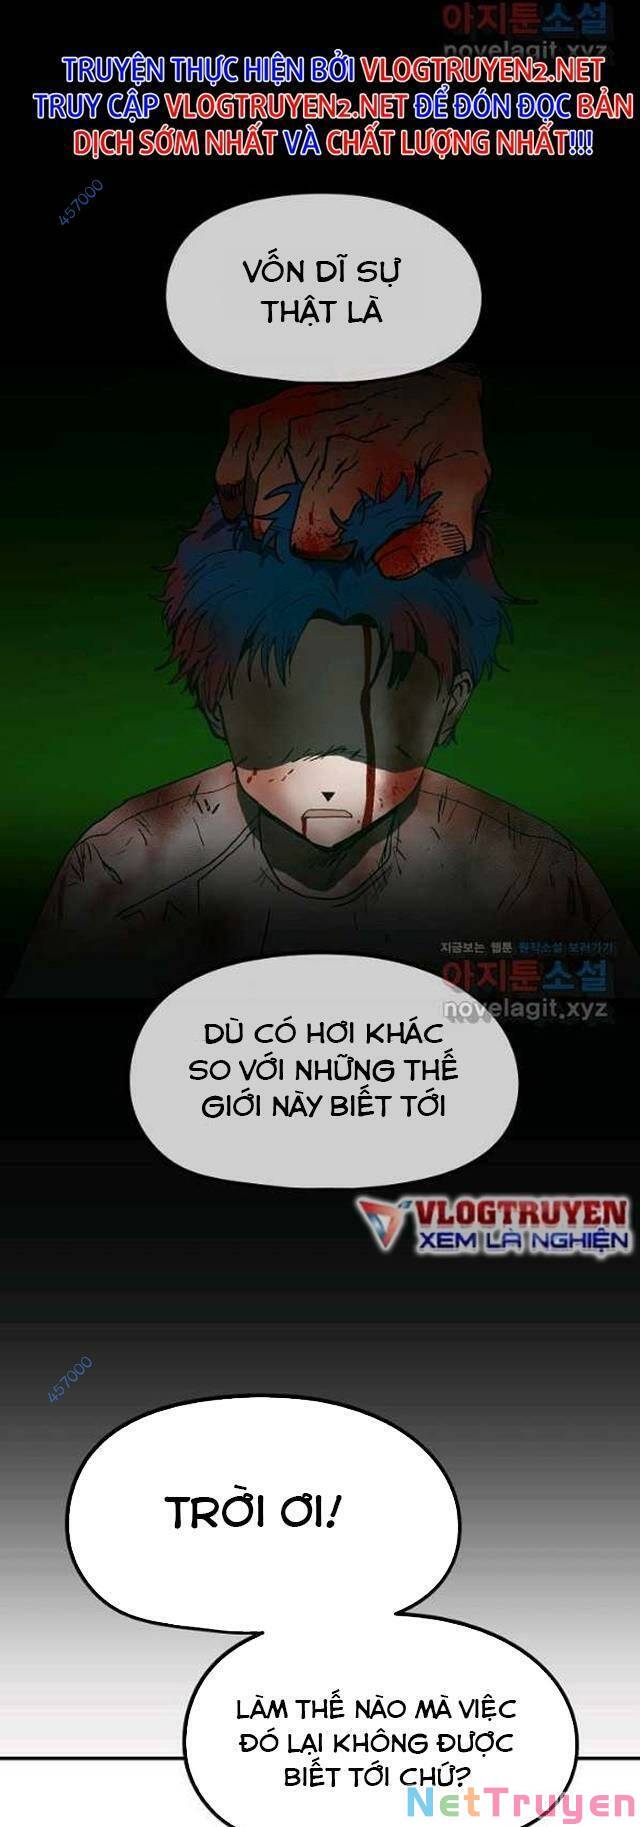 아지툰소설
novelagit.xyz
TRUYỆN THỰC HIỆN BỞI VLOGTRUYEN2.NET
TRUY CẬP VLOGTRUYEN2.NET ĐỂ ĐÓN ĐỌC BẢN
DỊCH SỚM NHẤT VÀ CHẤT LƯỢNG NHẤT!!!
457000
VỐN DĨ SỰ
THẬT LÀ
지금보는 웹툰 원작소설 보러가기
아지툰소설
novelagit.xyz
DÙ CÓ HƠI KHÁC
SO VỚI NHỮNG THẾ
GIỚI NÀY BIẾT TỚI
VLOGTRUYEN
XEM LÀ NGHIỆN
457000
TRỜI ƠI!
LÀM THẾ NÀO MÀ VIỆC
ĐÓ LẠI KHÔNG ĐƯỢC
BIẾT TỚI CHỨ?
NetTruyen